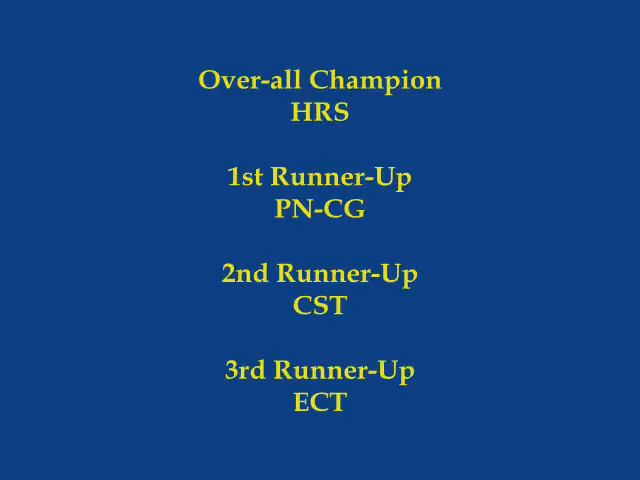 Over-all Champion
HRS
1st Runner-Up
PN-CG
2nd Runner-Up
CST
3rd Runner-Up
ECT